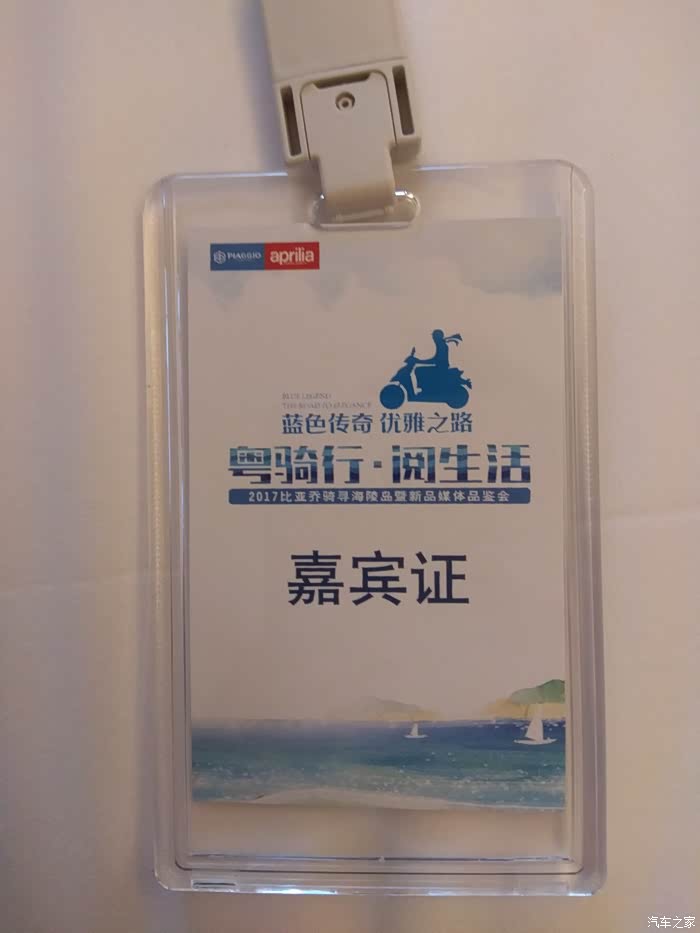 PIAGGIO aprilia
BLUE LEGEND
THE ROAD TO ELEGANCE
蓝色传奇 优雅之路
粤骑行·阅生活
2017比亚乔骑寻海陵岛暨新品媒体品鉴会
嘉宾证
汽车之家